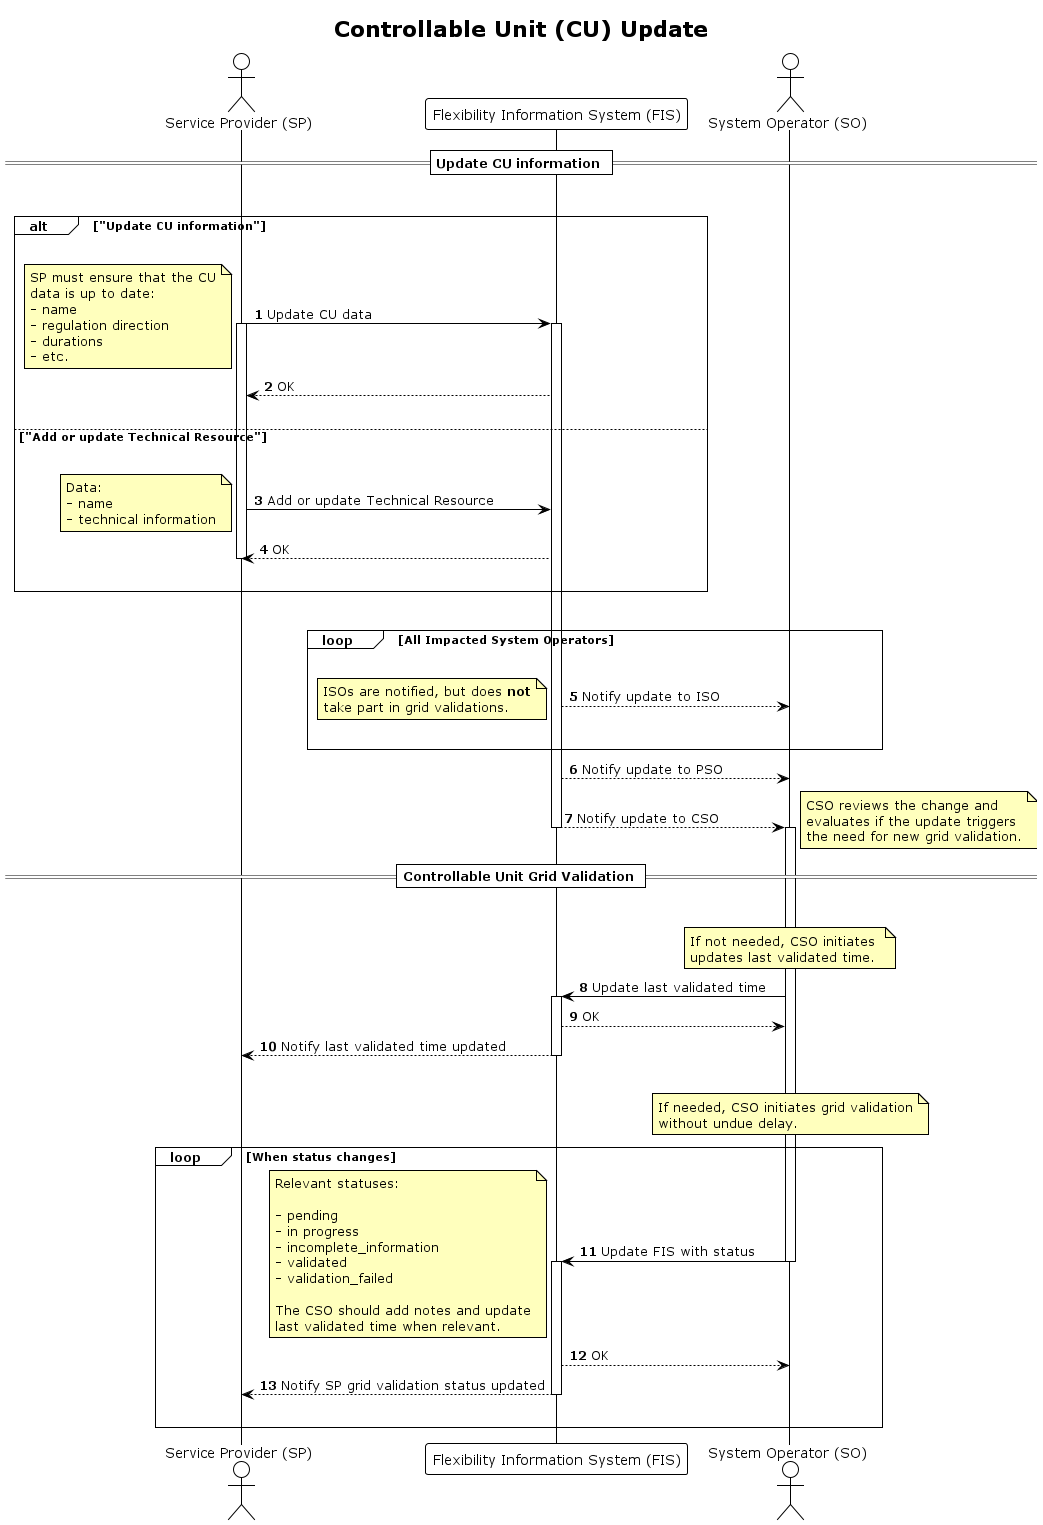 Controllable Unit (CU) Update
Service Provider (SP)
Flexibility Information System (FIS)
System Operator (SO)
Update CU information
alt
["Update CU information"]
SP must ensure that the CU
data is up to date:
- name
- regulation direction
- durations
- etc.
1 Update CU data
2 OK
["Add or update Technical Resource"]
Data:
- name
- technical information
3 Add or update Technical Resource
4 OK
loop
[All Impacted System Operators]
ISOs are notified, but does not
take part in grid validations.
5 Notify update to ISO
6 Notify update to PSO
7 Notify update to CSO
CSO reviews the change and
evaluates if the update triggers
the need for new grid validation.
Controllable Unit Grid Validation
If not needed, CSO initiates
updates last validated time.
8 Update last validated time
9 OK
10 Notify last validated time updated
If needed, CSO initiates grid validation
without undue delay.
loop
[When status changes]
Relevant statuses:
- pending
- in progress
- incomplete_information
- validated
- validation_failed
The CSO should add notes and update
last validated time when relevant.
11 Update FIS with status
12 OK
13 Notify SP grid validation status updated
Service Provider (SP)
Flexibility Information System (FIS)
System Operator (SO)